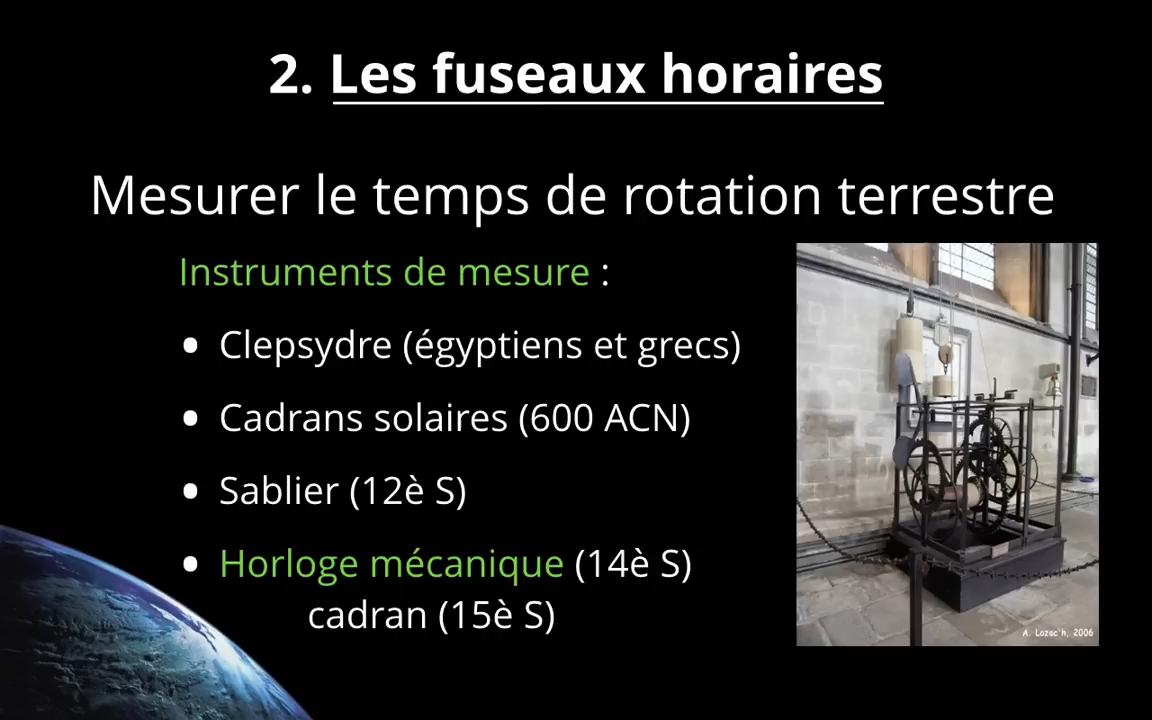 2. Les fuseaux horaires
Mesurer le temps de rotation terrestre
Instruments de mesure :
• Clepsydre (égyptiens et grecs)
• Cadrans solaires (600 ACN)
• Sablier (12è S)
• Horloge mécanique (14è S)
cadran (15è S)
A. Lozac'h, 2006